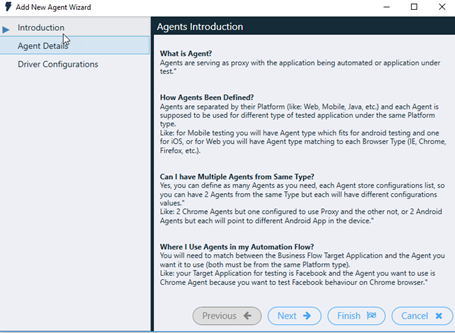 Add New Agent Wizard
Introduction
Agent Details
Driver Configurations
Agents Introduction
What is Agent?
Agents are serving as proxy with the application being automated or application under
test."
How Agents Been Defined?
Agents are separated by their Platform (like: Web, Mobile, Java, etc.) and each Agent is
supposed to be used for different type of tested application under the same Platform
type.
Like: for Mobile testing you will have Agent type which fits for android testing and one
for iOS, or for Web you will have Agent type matching to each Browser Type (IE, Chrome,
Firefox, etc.).
Can I have Multiple Agents from Same Type?
Yes, you can define as many Agents as you need, each Agent store configurations list, so
you can have 2 Agents from the same Type but each will have different configurations
values."
Like: 2 Chrome Agents but one configured to use Proxy and the other not, or 2 Android
Agents but each will point to different Android App in the device."
Where I Use Agents in my Automation Flow?
You will need to match between the Business Flow Target Application and the Agent you
want it to use (both must be from the same Platform type).
Like: your Target Application for testing is Facebook and the Agent you want to use is
Chrome Agent because you want to test Facebook behaviour on Chrome browser."
Previous
Next
Finish
Cancel